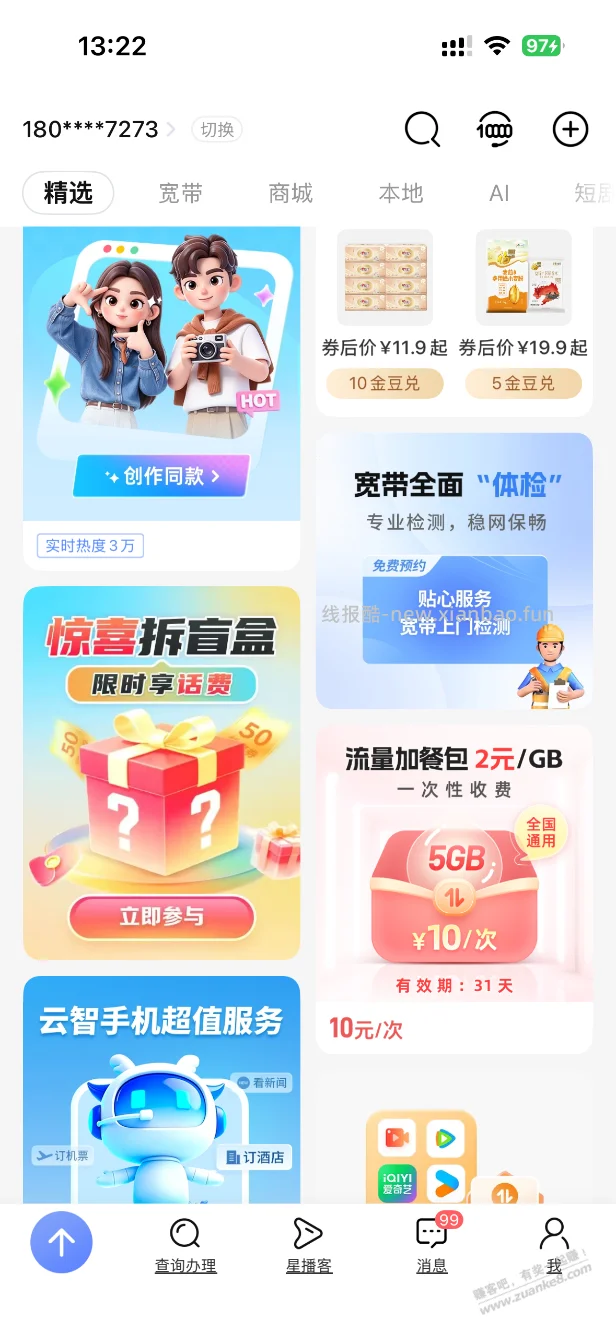 13:22
97
180****7273
切换
10000
精选
宽带
商城
本地
AI
短剧
HOT
创作同款
实时热度3万
券后价¥11.9起
券后价¥19.9起
10金豆兑
5金豆兑
宽带全面“体检”
专业检测，稳网保畅
免费预约
贴心服务
宽带上门检测
线报酷-new.xianbao.fun
惊喜拆盲盒
限时享话费
50
50
？
？
立即参与
流量加餐包 2元/GB
一次性收费
全国
通用
5GB
¥10/次
有效期：31天
10元/次
云智手机超值服务
看新闻
订机票
订酒店
iQIYI
爱奇艺
查询办理
星播客
99
消息
我
赚客吧，有奖一起赚！
www.zuanke8.com